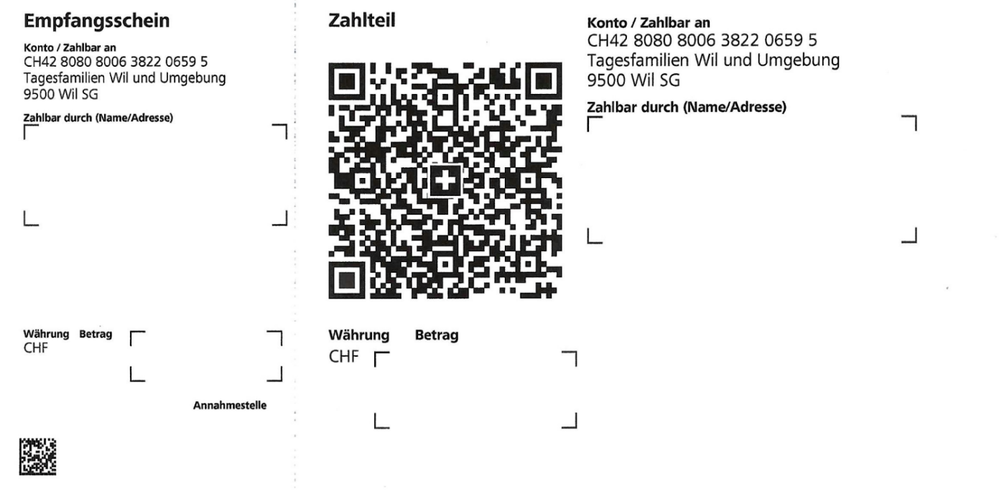 Empfangsschein
Konto / Zahlbar an
CH42 8080 8006 3822 0659 5
Tagesfamilien Wil und Umgebung
9500 Wil SG
Zahlbar durch (Name/Adresse)
Währung Betrag
CHF
Annahmestelle
Zahlteil
Währung Betrag
CHF
Konto / Zahlbar an
CH42 8080 8006 3822 0659 5
Tagesfamilien Wil und Umgebung
9500 Wil SG
Zahlbar durch (Name/Adresse)